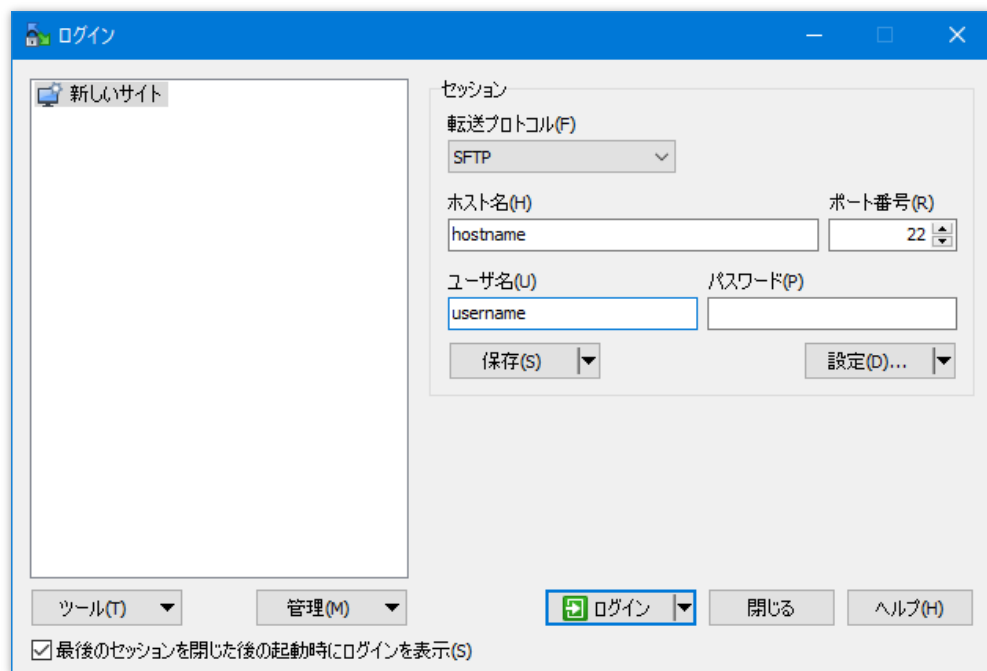 ログイン
新しいサイト
セッション
転送プロトコル(F)
SFTP
ホスト名(H)
ポート番号(R)
hostname
22
ユーザ名(U)
パスワード(P)
username
保存(S)
設定(D)...
ツール(T)
管理(M)
ログイン
閉じる
ヘルプ(H)
最後のセッションを閉じた後の起動時にログインを表示(S)